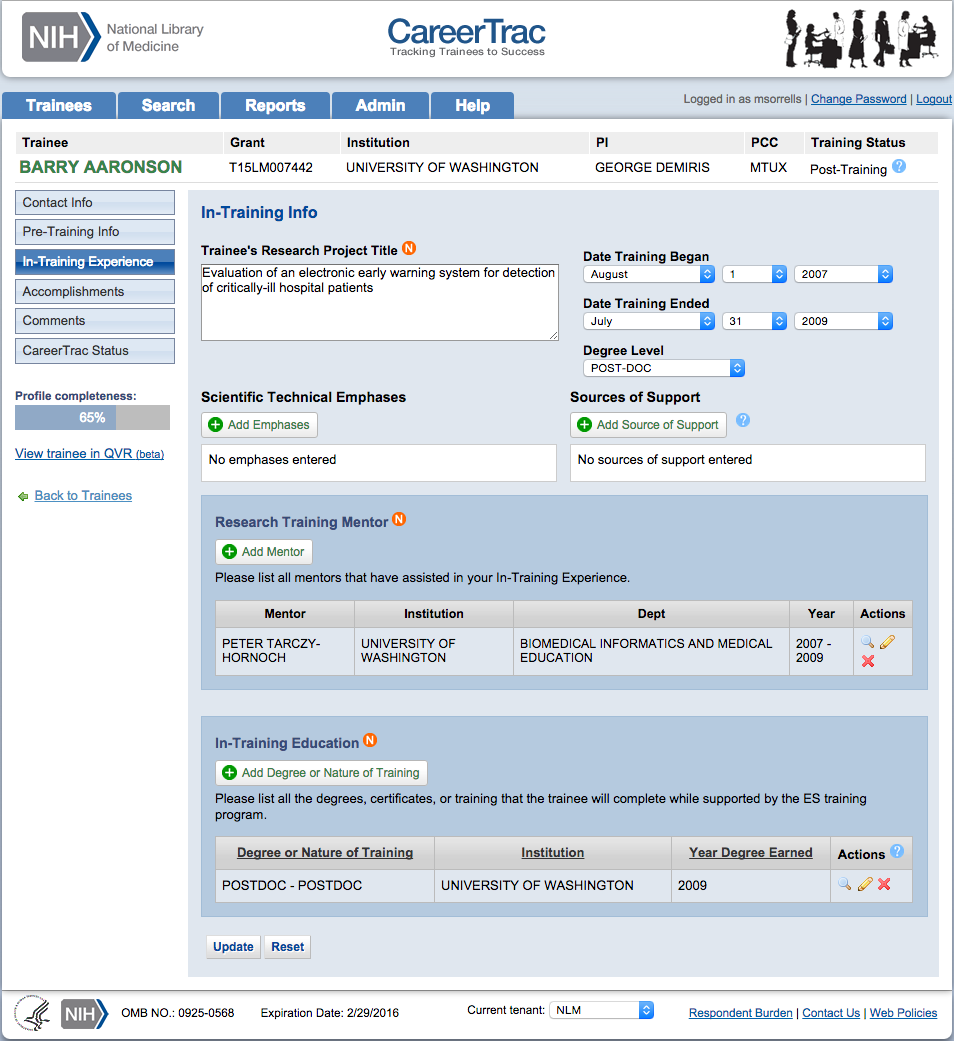 NIH National Library of Medicine
CareerTrac
Tracking Trainees to Success
Trainees Search Reports Admin Help
Logged in as msorrells | Change Password | Logout
Trainee Grant Institution PI PCC Training Status
BARRY AARONSON T15LM007442 UNIVERSITY OF WASHINGTON GEORGE DEMIRIS MTUX Post-Training ?
Contact Info
Pre-Training Info
In-Training Experience
Accomplishments
Comments
CareerTrac Status
Profile completeness:
65%
View trainee in QVR (beta)
Back to Trainees
In-Training Info
Trainee's Research Project Title N
Evaluation of an electronic early warning system for detection
of critically-ill hospital patients
Date Training Began
August 1 2007
Date Training Ended
July 31 2009
Degree Level
POST-DOC
Scientific Technical Emphases
Add Emphases
No emphases entered
Sources of Support
Add Source of Support ?
No sources of support entered
Research Training Mentor N
Add Mentor
Please list all mentors that have assisted in your In-Training Experience.
Mentor Institution Dept Year Actions
PETER TARCZY-HORNOCH UNIVERSITY OF WASHINGTON BIOMEDICAL INFORMATICS AND MEDICAL EDUCATION 2007 - 2009
In-Training Education N
Add Degree or Nature of Training
Please list all the degrees, certificates, or training that the trainee will complete while supported by the ES training
program.
Degree or Nature of Training Institution Year Degree Earned Actions ?
POSTDOC - POSTDOC UNIVERSITY OF WASHINGTON 2009
Update Reset
NIH OMB NO.: 0925-0568 Expiration Date: 2/29/2016 Current tenant: NLM Respondent Burden | Contact Us | Web Policies